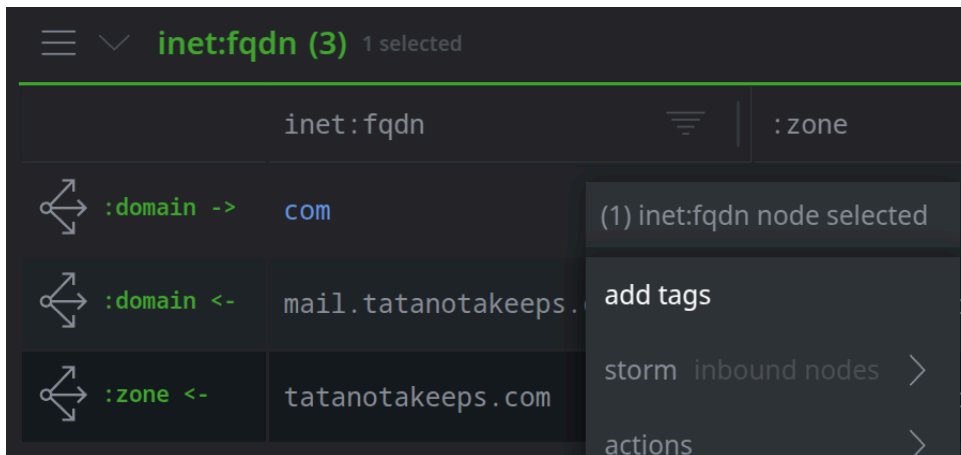 inet:fqdn (3) 1 selected
inet:fqdn :zone
:domain -> com
(1) inet:fqdn node selected
:domain <- mail.tatanotakeeps.
add tags
storm inbound nodes
:zone <- tatanotakeeps.com
actions